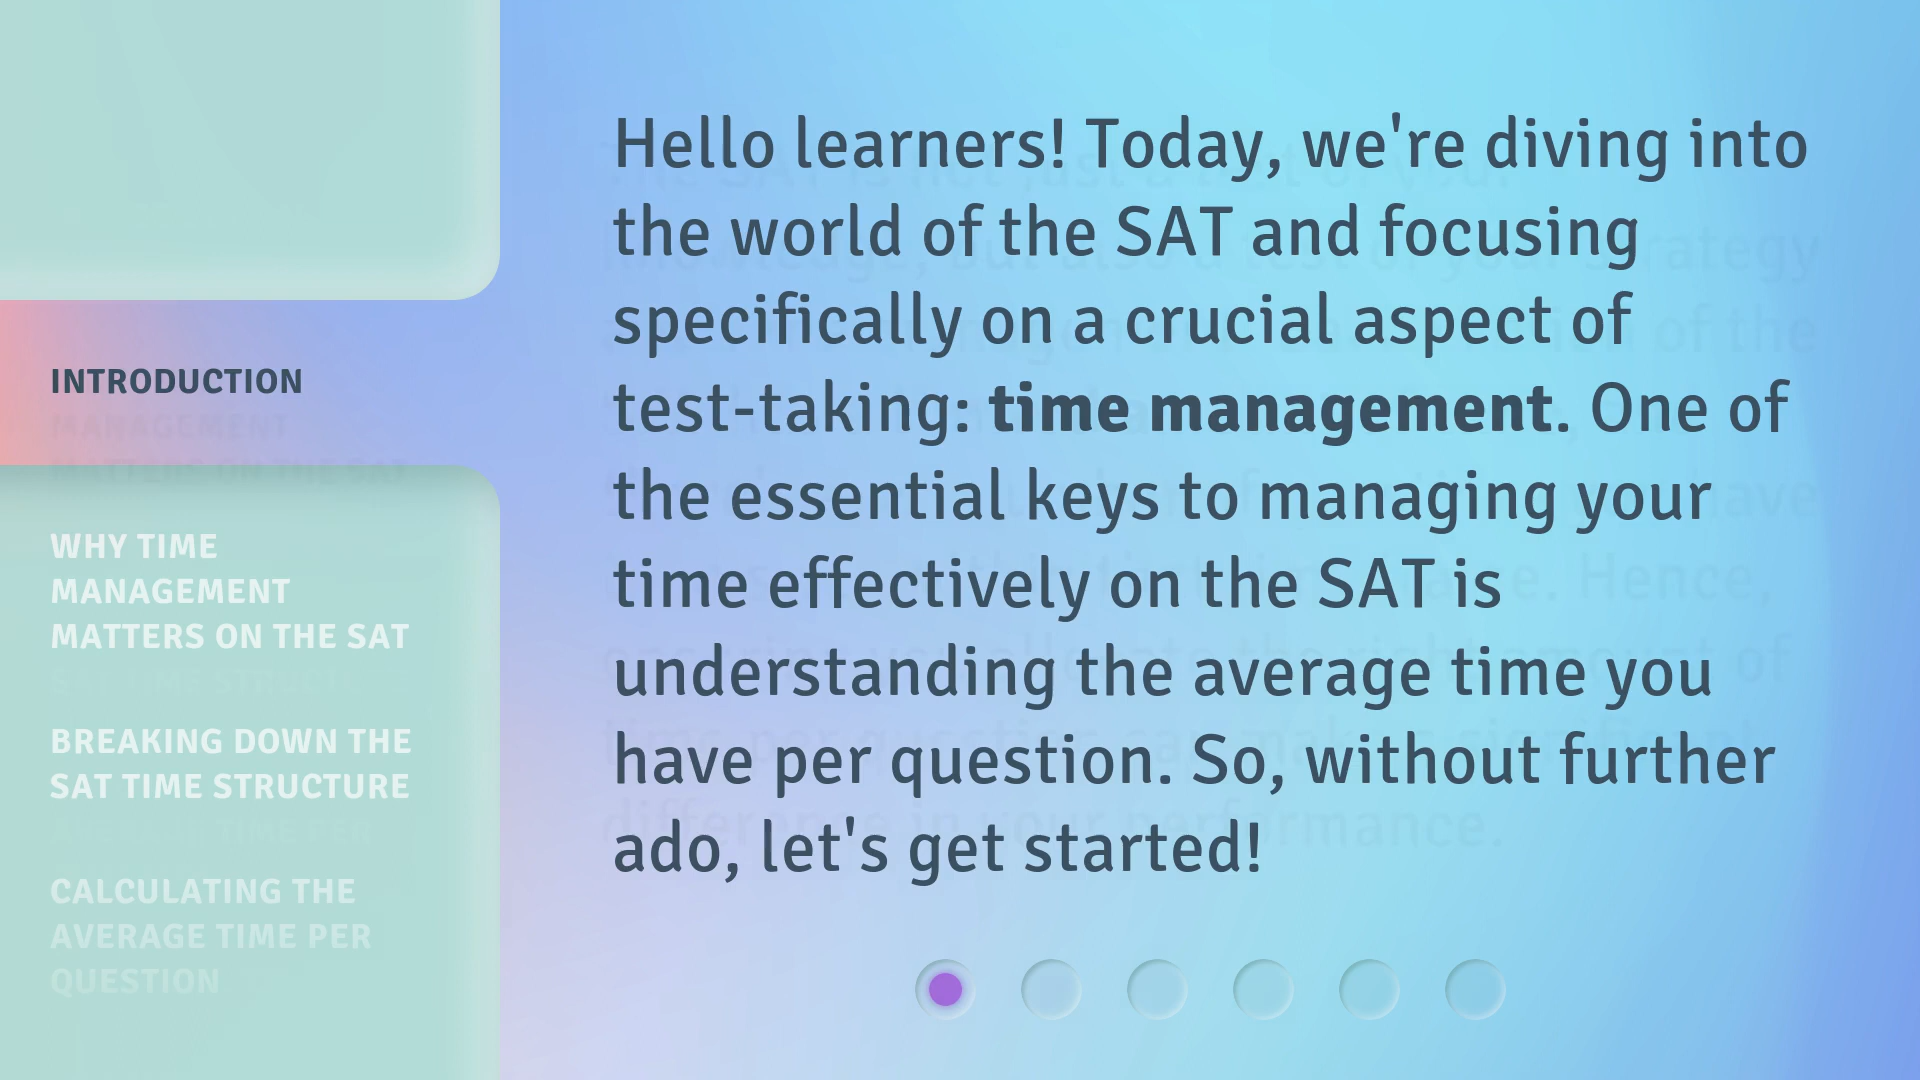 INTRODUCTION
WHY TIME
MANAGEMENT
MATTERS ON THE SAT
BREAKING DOWN THE
SAT TIME STRUCTURE
CALCULATING THE
AVERAGE TIME PER
QUESTION
Hello learners! Today, we're diving into
the world of the SAT and focusing
specifically on a crucial aspect of
test-taking: time management. One of
the essential keys to managing your
time effectively on the SAT is
understanding the average time you
have per question. So, without further
ado, let's get started!